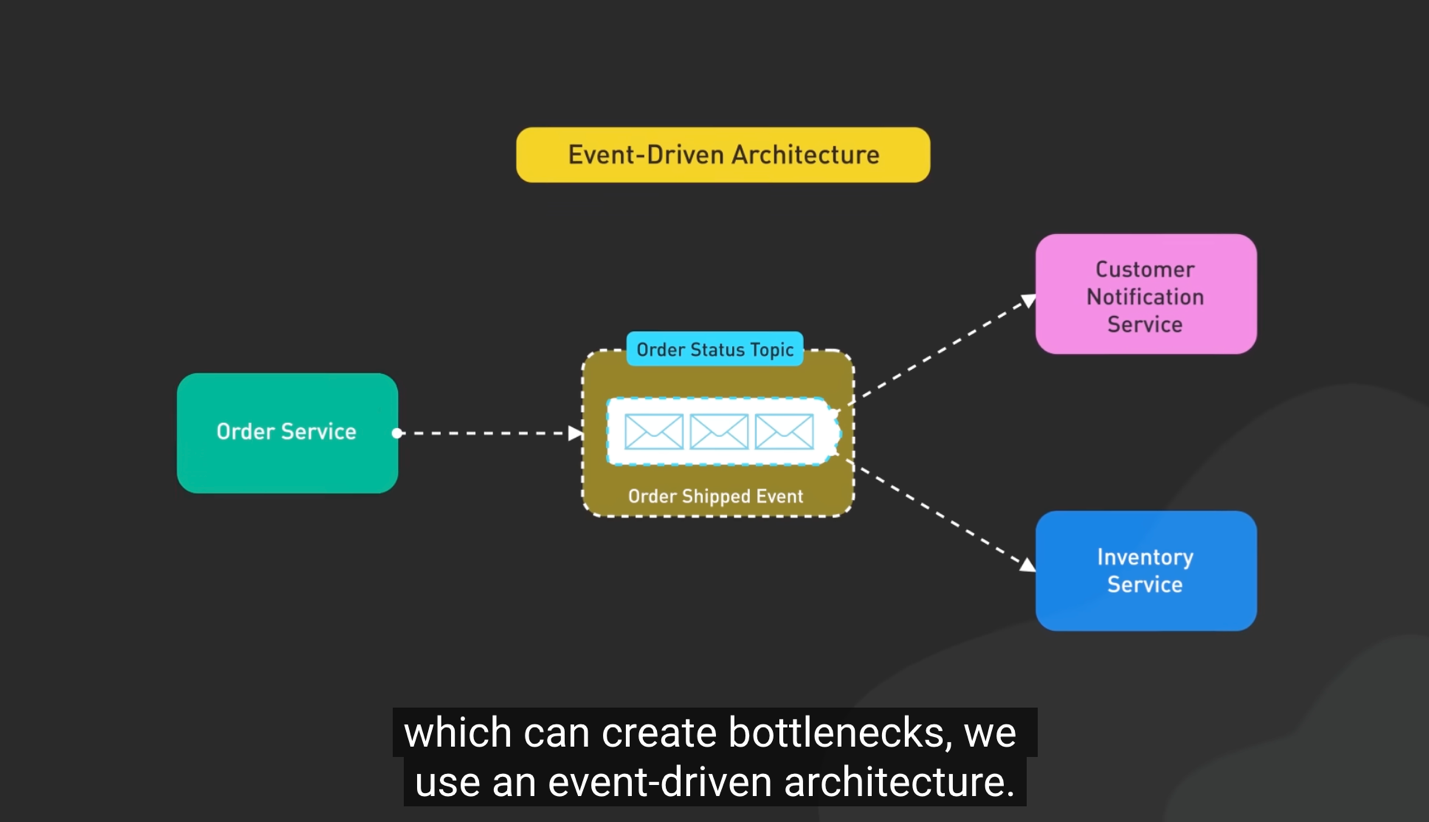 Event-Driven Architecture
Customer
Notification
Service
Order Status Topic
Order Service
Order Shipped Event
Inventory
Service
which can create bottlenecks, we
use an event-driven architecture.